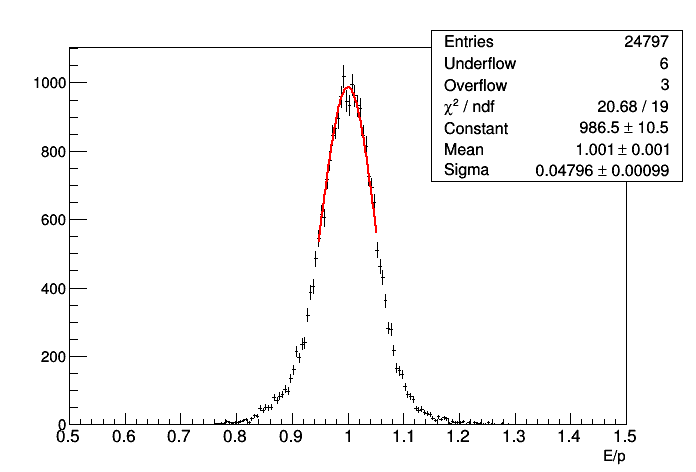 Entries 24797
Underflow 6
Overflow 3
χ² / ndf 20.68 / 19
Constant 986.5 ± 10.5
Mean 1.001 ± 0.001
Sigma 0.04796 ± 0.00099
1000
800
600
400
200
0
0.5 0.6 0.7 0.8 0.9 1 1.1 1.2 1.3 1.4 1.5
E/p